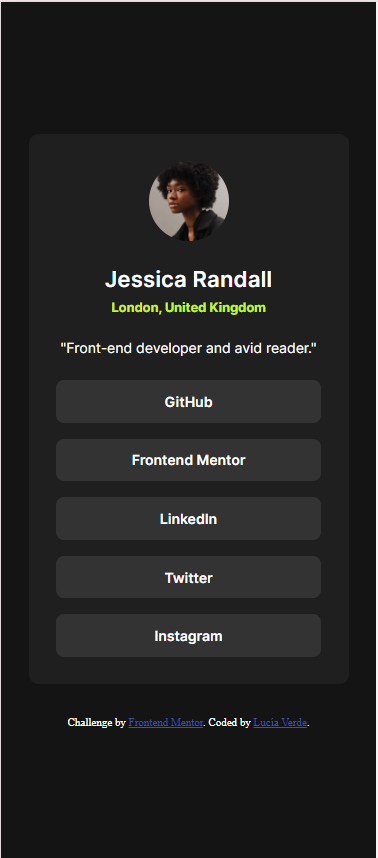 Jessica Randall
London, United Kingdom
"Front-end developer and avid reader."
GitHub
Frontend Mentor
LinkedIn
Twitter
Instagram
Challenge by Frontend Mentor. Coded by Lucía Verde.